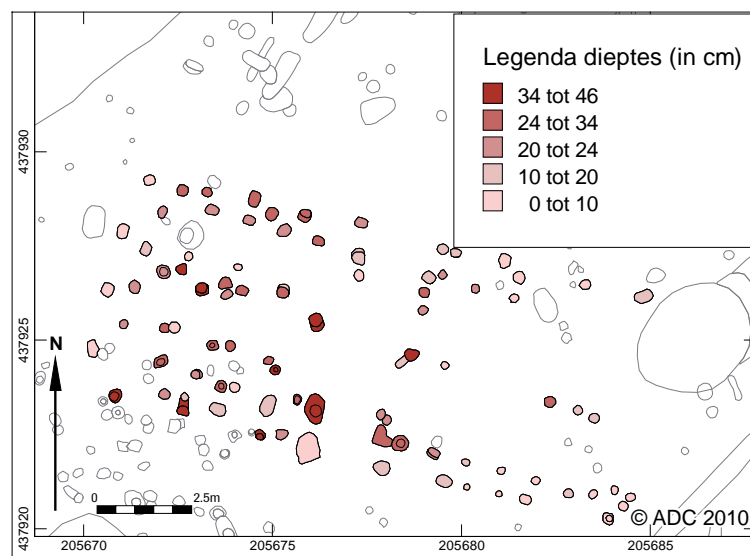 Legenda dieptes (in cm)
34 tot 46
24 tot 34
20 tot 24
10 tot 20
0 tot 10
437930
437925
437920
N
0 2.5m
© ADC 2010
205670 205675 205680 205685